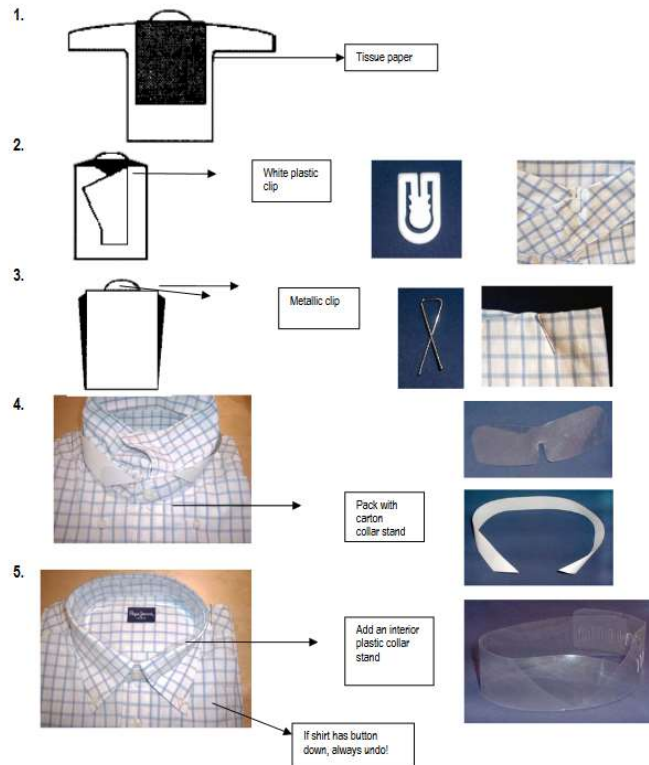 1.
Tissue paper
2.
White plastic
clip
3.
Metallic clip
4.
Pack with
carton
collar stand
5.
Add an interior
plastic collar
stand
If shirt has button
down, always undo!